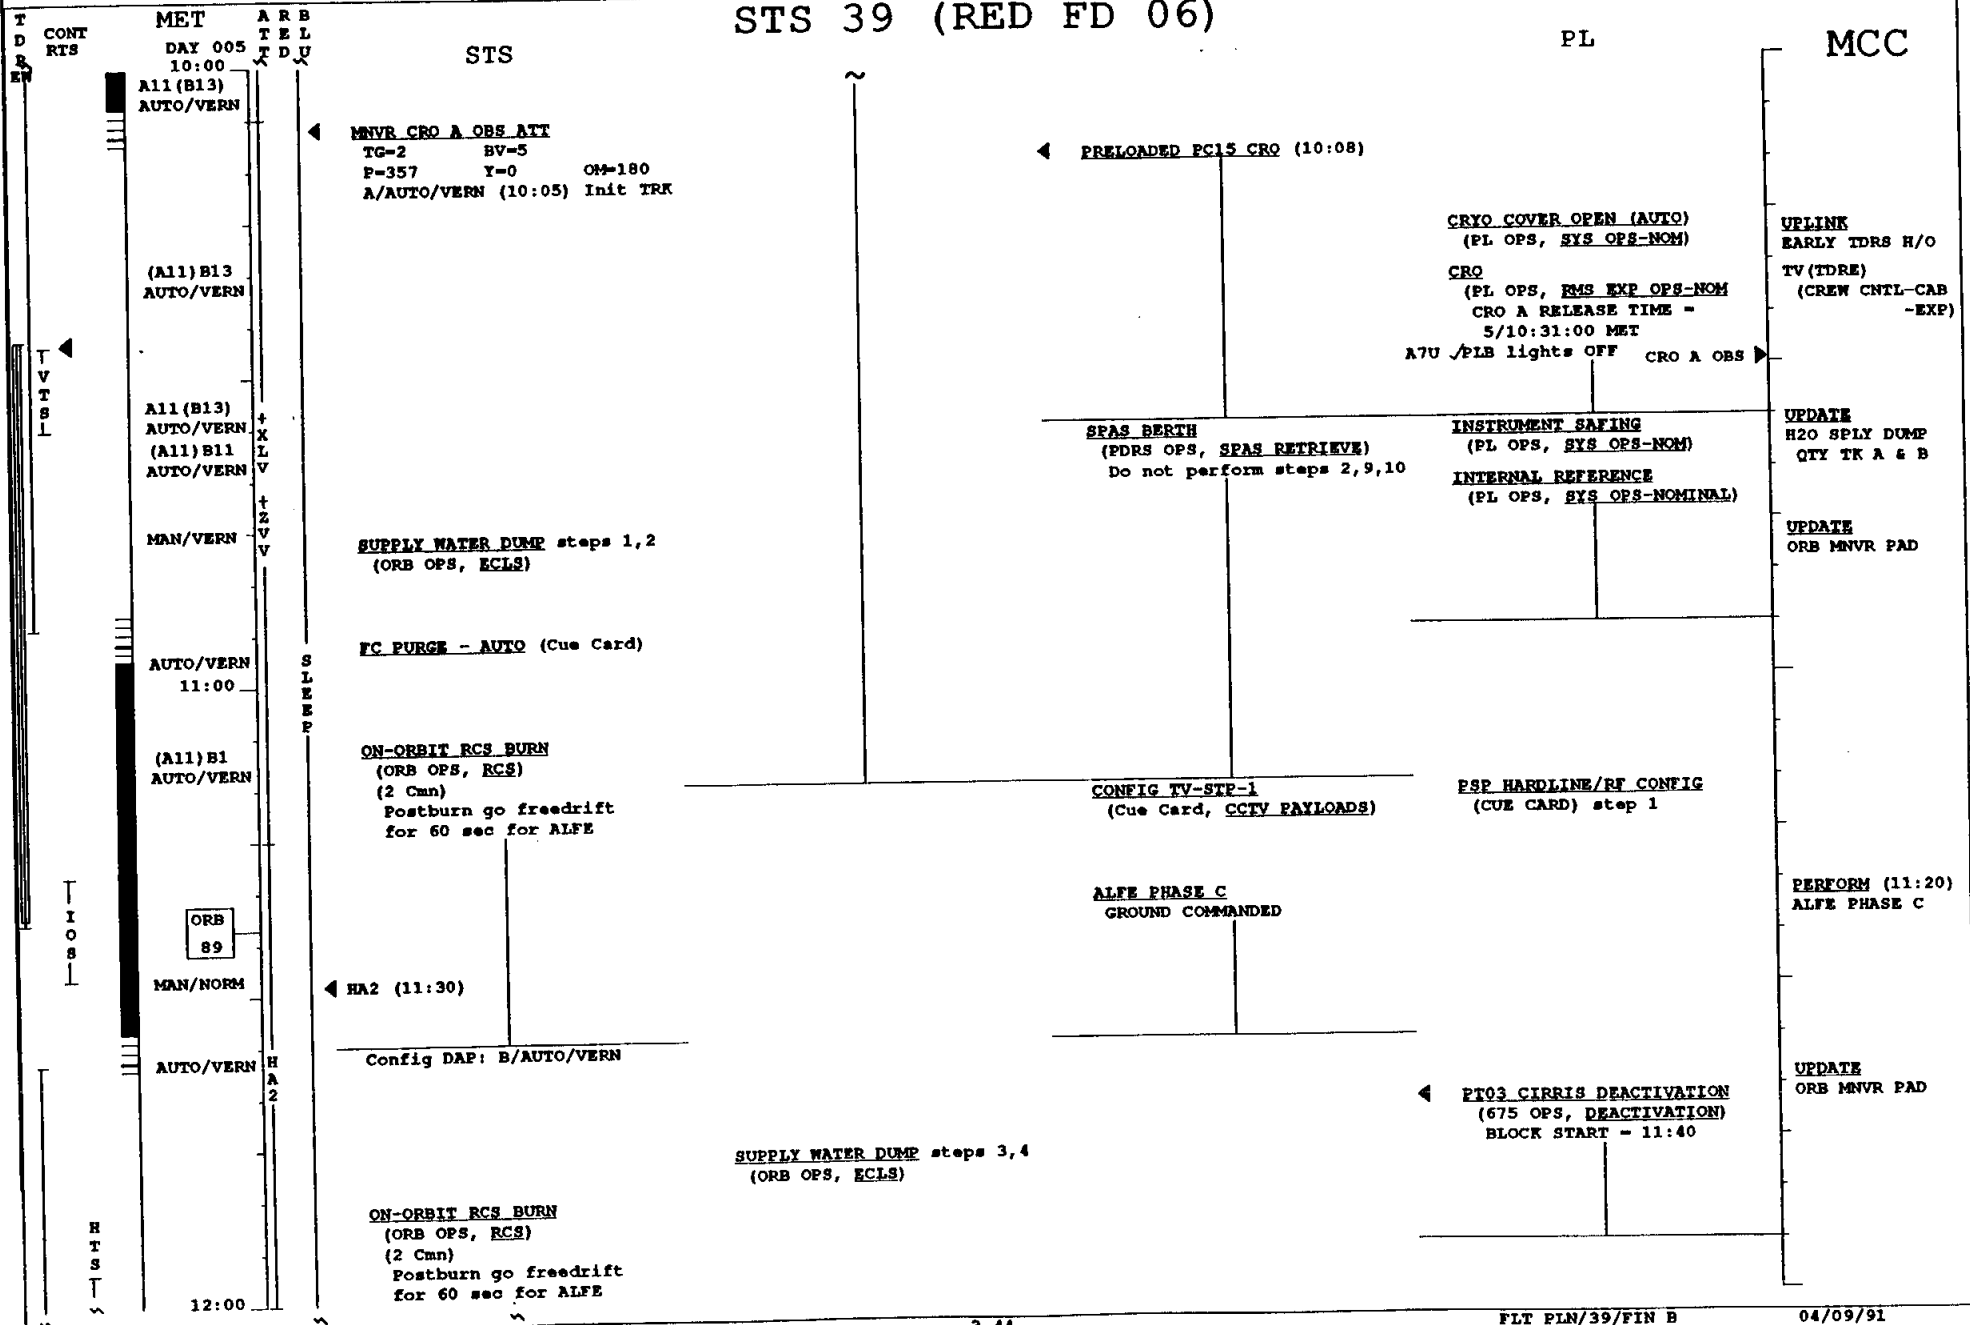 STS 39 (RED FD 06)
T D R E W
CONT RTS
MET
DAY 005
10:00
A T T
R E D
B L U
STS
PL
MCC
A11(B13)
AUTO/VERN
MNVR CRO A OBS ATT
TG=2 BV=5
P=357 Y=0 OM=180
A/AUTO/VERN (10:05) Init TRK
PRELOADED PC15 CRO (10:08)
CRYO COVER OPEN (AUTO)
(PL OPS, SYS OPS-NOM)
UPLINK
EARLY TDRS H/O
(A11)B13
AUTO/VERN
CRO
(PL OPS, RMS EXP OPS-NOM
CRO A RELEASE TIME =
5/10:31:00 MET
A7U √PLB lights OFF CRO A OBS
TV(TDRE)
(CREW CNTL-CAB
-EXP)
T V T S
A11(B13)
AUTO/VERN
(A11)B11
AUTO/VERN
+ X L V
+ Z V V
SPAS BERTH
(PDRS OPS, SPAS RETRIEVE)
Do not perform steps 2,9,10
INSTRUMENT SAFING
(PL OPS, SYS OPS-NOM)
INTERNAL REFERENCE
(PL OPS, SYS OPS-NOMINAL)
UPDATE
H2O SPLY DUMP
QTY TK A & B
MAN/VERN
SUPPLY WATER DUMP steps 1,2
(ORB OPS, ECLS)
UPDATE
ORB MNVR PAD
FC PURGE - AUTO (Cue Card)
AUTO/VERN
11:00
S L E E P
(A11)B1
AUTO/VERN
ON-ORBIT RCS BURN
(ORB OPS, RCS)
(2 Cmn)
Postburn go freedrift
for 60 sec for ALFE
CONFIG TV-STP-1
(Cue Card, CCTV PAYLOADS)
PSP HARDLINE/RF CONFIG
(CUE CARD) step 1
I O S
ORB
89
ALFE PHASE C
GROUND COMMANDED
PERFORM (11:20)
ALFE PHASE C
MAN/NORM
HA2 (11:30)
AUTO/VERN
H A 2
Config DAP: B/AUTO/VERN
PT03 CIRRIS DEACTIVATION
(675 OPS, DEACTIVATION)
BLOCK START = 11:40
UPDATE
ORB MNVR PAD
SUPPLY WATER DUMP steps 3,4
(ORB OPS, ECLS)
H T S
ON-ORBIT RCS BURN
(ORB OPS, RCS)
(2 Cmn)
Postburn go freedrift
for 60 sec for ALFE
12:00
FLT PLN/39/FIN B
04/09/91